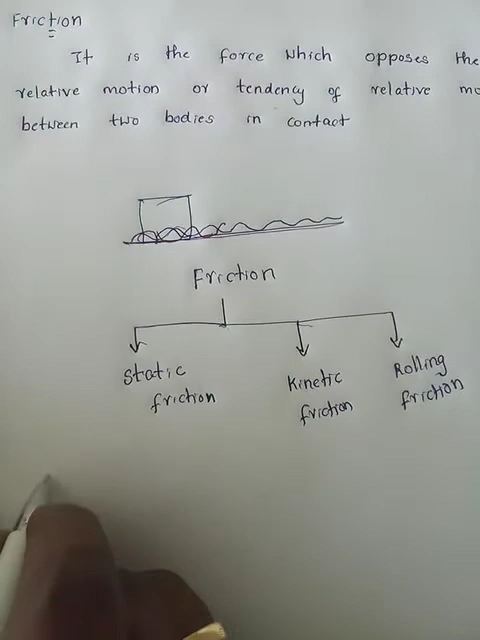 Friction
It is the force which opposes the
relative motion or tendency of relative mo
between two bodies in contact
Friction
Static
friction
Kinetic
friction
Rolling
friction